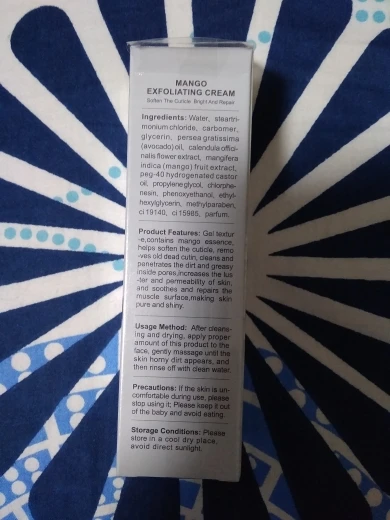 MANGO
EXFOLIATING CREAM
Soften The Cuticle Bright And Repair
Ingredients: Water, steartri-
monium chloride, carbomer,
glycerin, persea gratissima
(avocado) oil, calendula offici-
nalis flower extract, mangifera
indica (mango) fruit extract,
peg-40 hydrogenated castor
oil, propylene glycol, chlorphe-
nesin, phenoxyethanol, ethyl-
hexylglycerin, methylparaben,
ci 19140, ci 15985, parfum.
Product Features: Gel textur
-e,contains mango essence,
helps soften the cuticle, remo
-ves old dead cutin, cleans and
penetrates the dirt and greasy
inside pores,increases the lus
-ter and permeability of skin,
and soothes and repairs the
muscle surface,making skin
pure and shiny.
Usage Method: After cleans-
ing and drying, apply proper
amount of this product to the
face, gently massage until the
skin horny dirt appears, and
then rinse off with clean water.
Precautions: If the skin is un-
comfortable during use, please
stop using it; Please keep it out
of the baby and avoid eating.
Storage Conditions: Please
store in a cool dry place,
avoid direct sunlight.